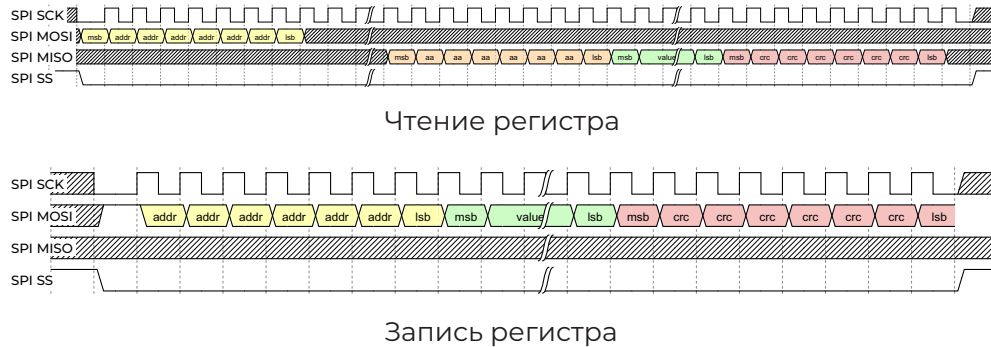 SPI SCK
SPI MOSI msb addr addr addr addr addr addr lsb
SPI MISO msb aa aa aa aa aa aa lsb msb value lsb msb crc crc crc crc crc crc lsb
SPI SS
Чтение регистра
SPI SCK
SPI MOSI addr addr addr addr addr addr lsb msb value lsb msb crc crc crc crc crc crc lsb
SPI MISO
SPI SS
Запись регистра